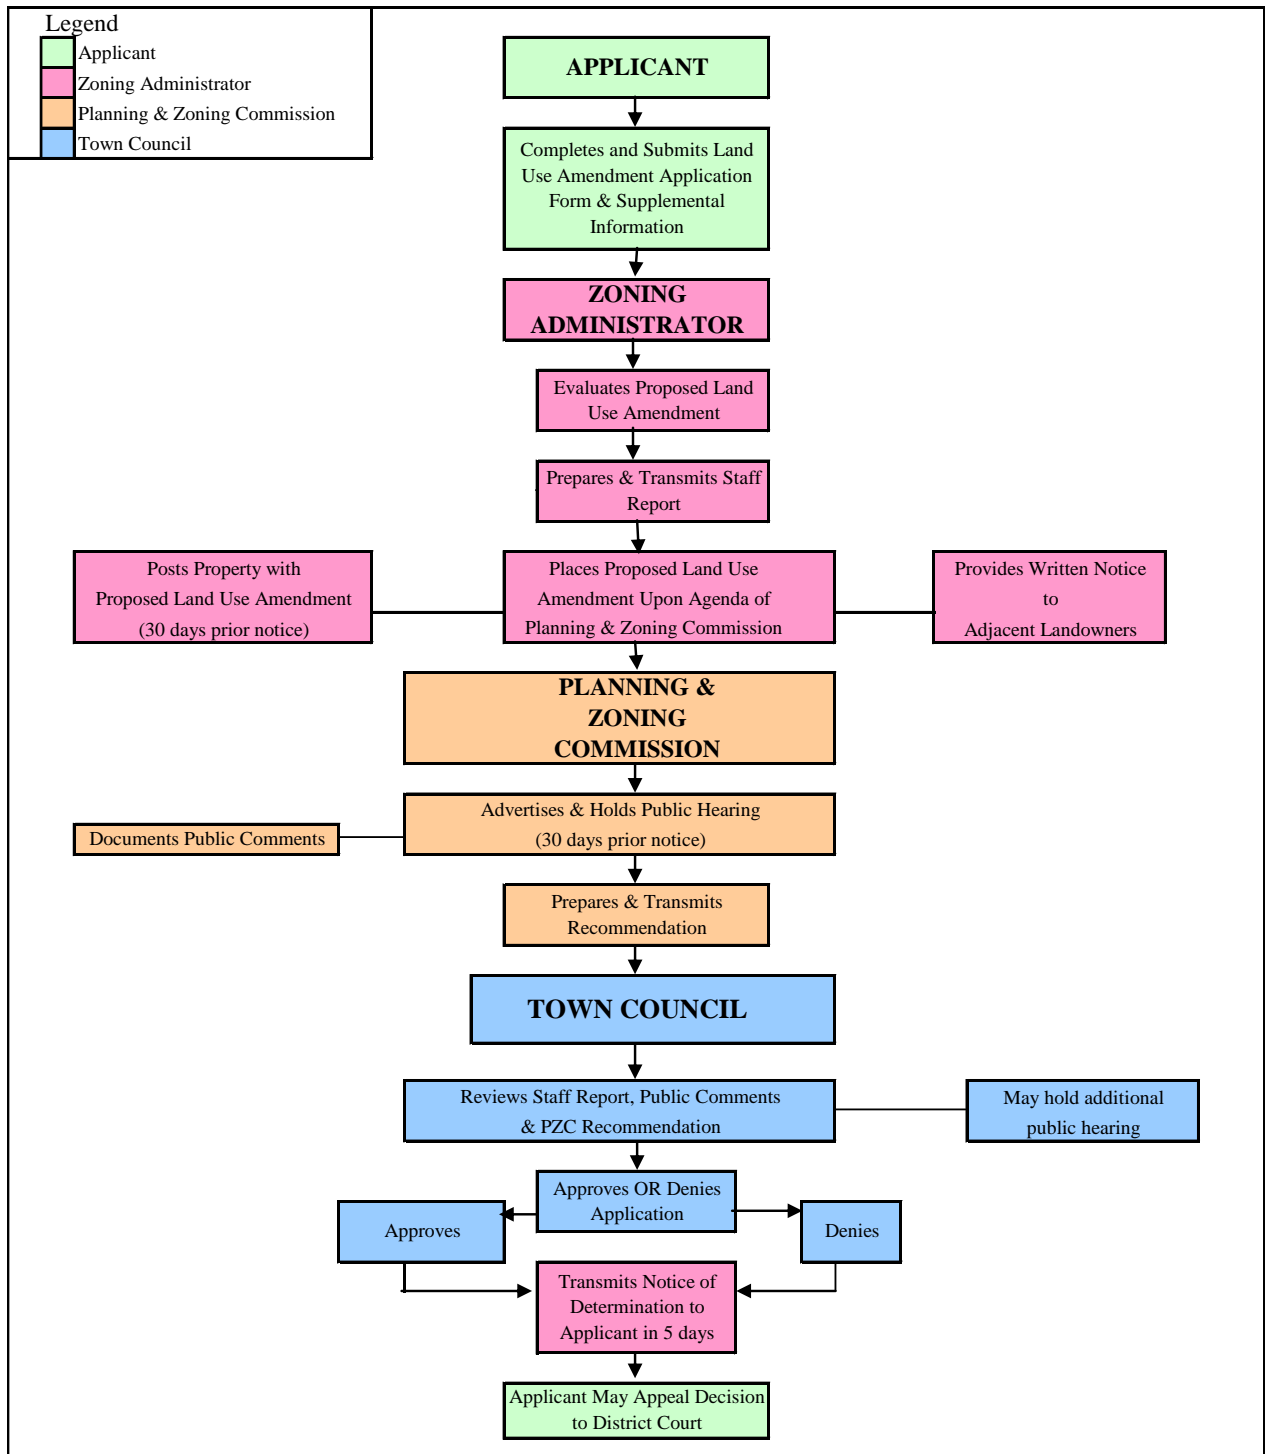 Legend
Applicant
Zoning Administrator
Planning & Zoning Commission
Town Council
APPLICANT
Completes and Submits Land
Use Amendment Application
Form & Supplemental
Information
ZONING
ADMINISTRATOR
Evaluates Proposed Land
Use Amendment
Prepares & Transmits Staff
Report
Posts Property with
Proposed Land Use Amendment
(30 days prior notice)
Places Proposed Land Use
Amendment Upon Agenda of
Planning & Zoning Commission
Provides Written Notice
to
Adjacent Landowners
PLANNING &
ZONING
COMMISSION
Advertises & Holds Public Hearing
(30 days prior notice)
Documents Public Comments
Prepares & Transmits
Recommendation
TOWN COUNCIL
Reviews Staff Report, Public Comments
& PZC Recommendation
May hold additional
public hearing
Approves OR Denies
Application
Approves
Denies
Transmits Notice of
Determination to
Applicant in 5 days
Applicant May Appeal Decision
to District Court